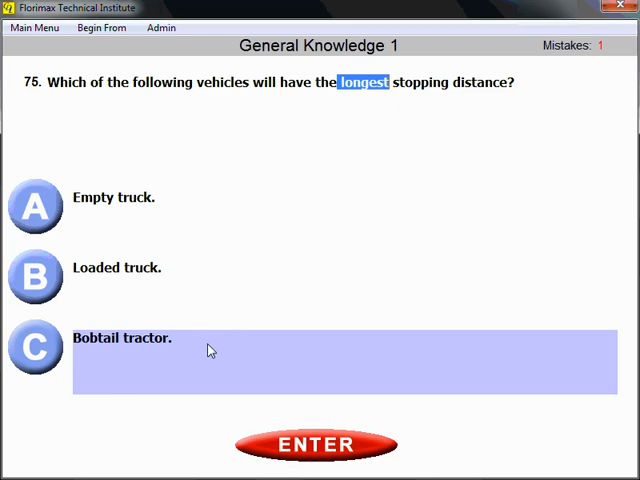 Florimax Technical Institute
Main Menu Begin From Admin
General Knowledge 1 Mistakes: 1
75. Which of the following vehicles will have the longest stopping distance?
A Empty truck.
B Loaded truck.
C Bobtail tractor.
ENTER